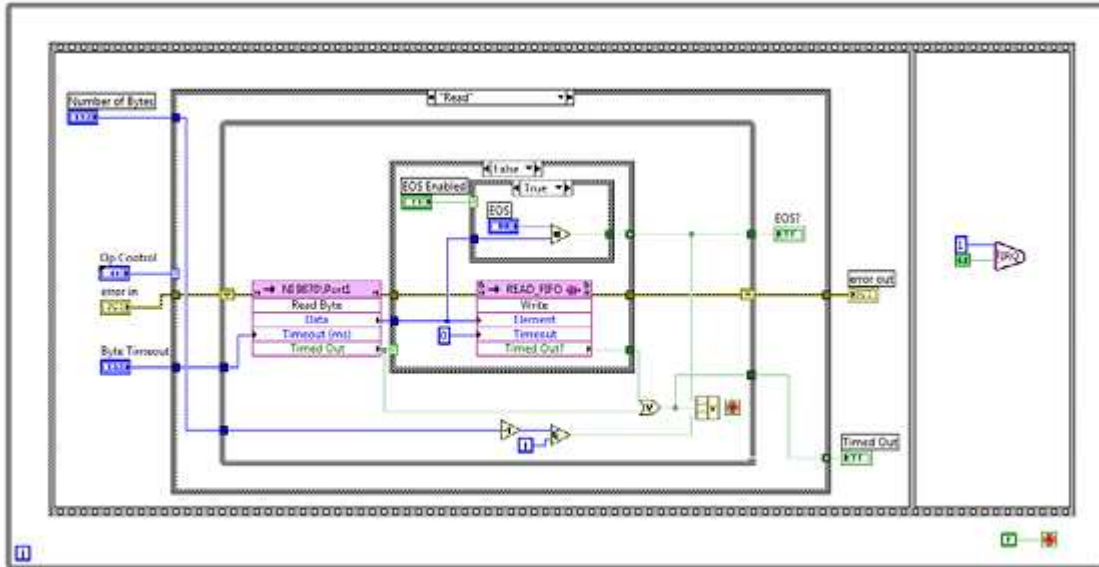 "Read"
Number of Bytes
False
EOS Enabled
True
EOS
EOS?
Op Control
error in
error out
NI 9870\Port1
Read Byte
Data
Timeout (ms)
Timed Out
READ_FIFO
Write
Element
Timeout
Timed Out?
0
Byte Timeout
Timed Out
1
i
i
F